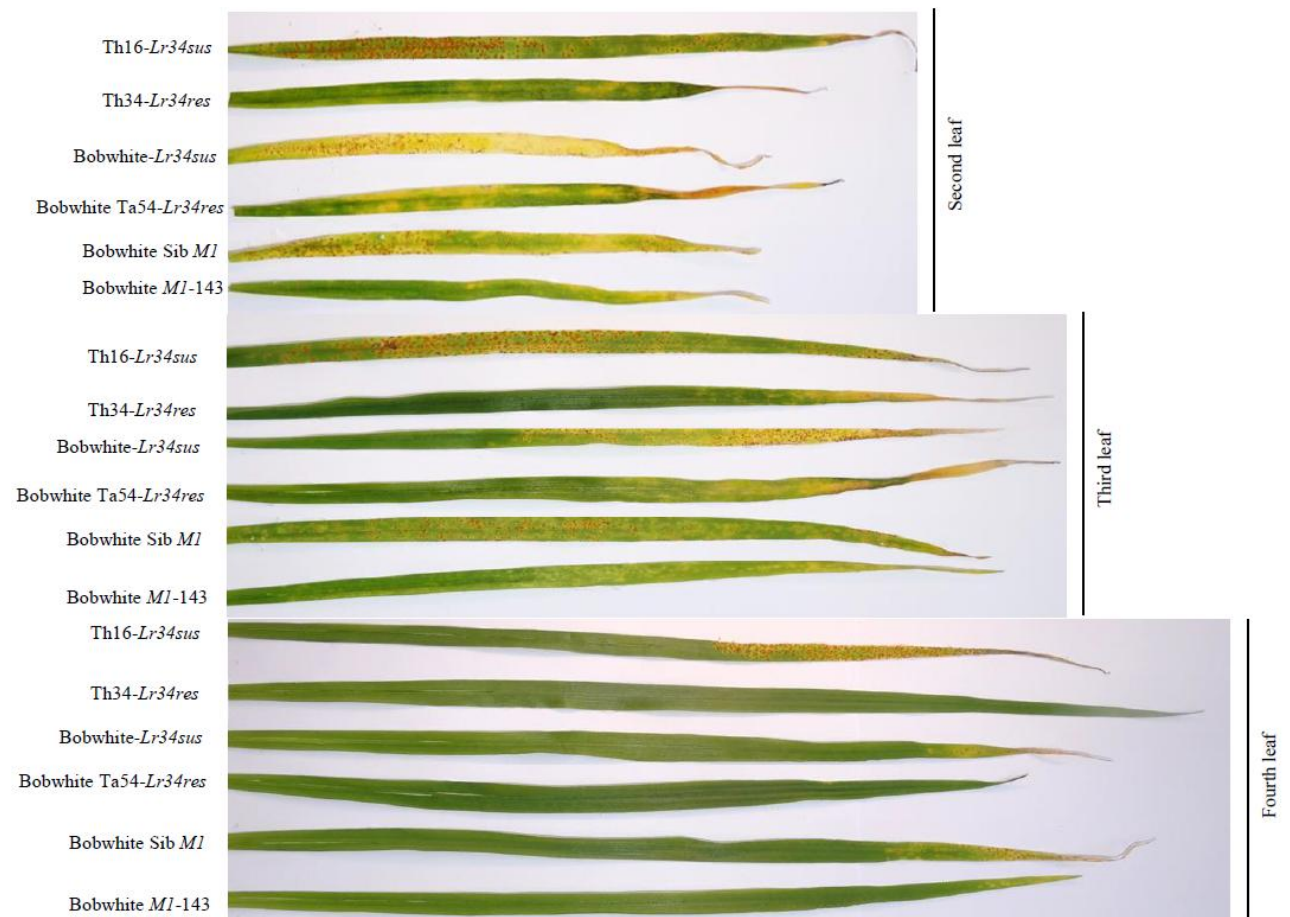 Th16-Lr34sus
Th34-Lr34res
Bobwhite-Lr34sus
Bobwhite Ta54-Lr34res
Bobwhite Sib M1
Bobwhite M1-143
Second leaf
Th16-Lr34sus
Th34-Lr34res
Bobwhite-Lr34sus
Bobwhite Ta54-Lr34res
Bobwhite Sib M1
Bobwhite M1-143
Third leaf
Th16-Lr34sus
Th34-Lr34res
Bobwhite-Lr34sus
Bobwhite Ta54-Lr34res
Bobwhite Sib M1
Bobwhite M1-143
Fourth leaf